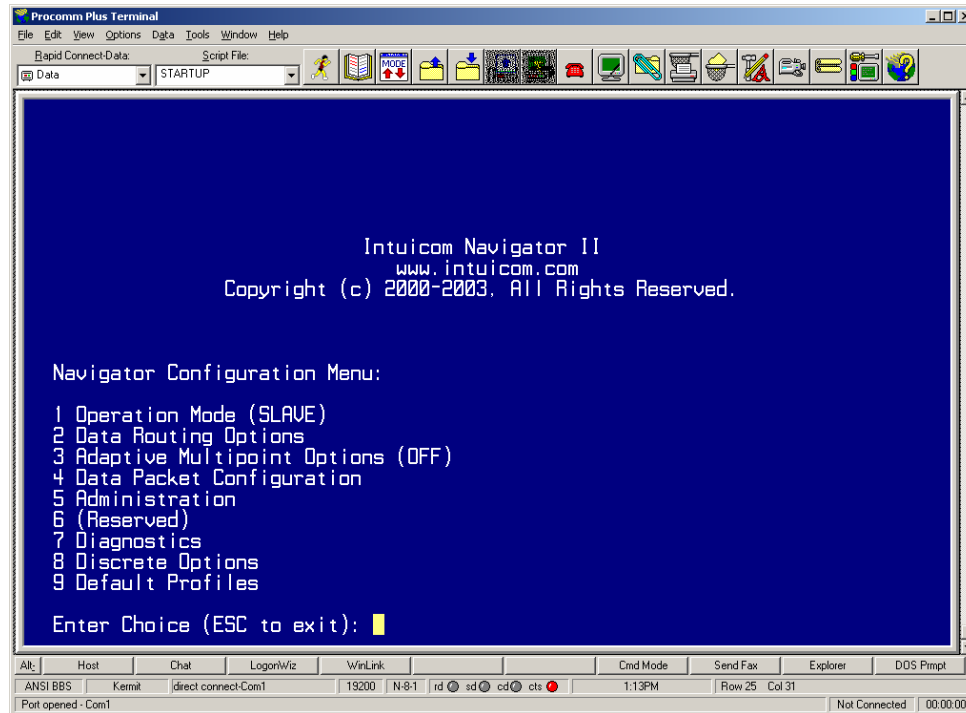 Procomm Plus Terminal
File Edit View Options Data Tools Window Help
Rapid Connect-Data: Script File:
Data STARTUP
MODE
Intuicom Navigator II
www.intuicom.com
Copyright (c) 2000-2003, All Rights Reserved.
Navigator Configuration Menu:
1 Operation Mode (SLAVE)
2 Data Routing Options
3 Adaptive Multipoint Options (OFF)
4 Data Packet Configuration
5 Administration
6 (Reserved)
7 Diagnostics
8 Discrete Options
9 Default Profiles
Enter Choice (ESC to exit):
Alt: Host Chat LogonWiz WinLink Cmd Mode Send Fax Explorer DOS Prmpt
ANSI BBS Kermit direct connect-Com1 19200 N-8-1 rd sd cd cts 1:13PM Row 25 Col 31
Port opened - Com1 Not Connected 00:00:00